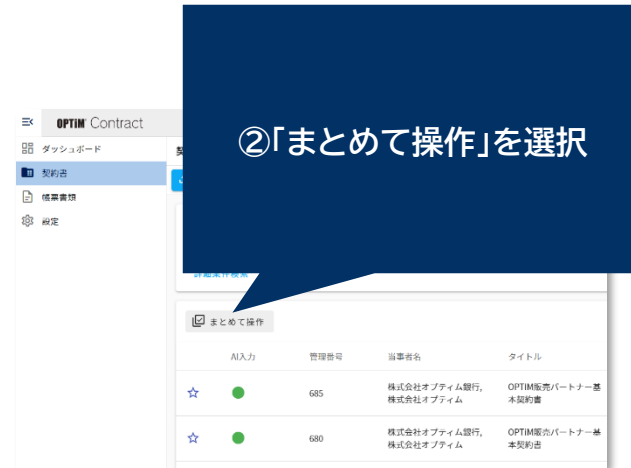 ②「まとめて操作」を選択
OPTiM Contract
ダッシュボード
契約書
帳票書類
設定
詳細条件検索
まとめて操作
AI入力 管理番号 当事者名 タイトル
685 株式会社オプティム銀行, OPTiM販売パートナー基
株式会社オプティム 本契約書
680 株式会社オプティム銀行, OPTiM販売パートナー基
株式会社オプティム 本契約書